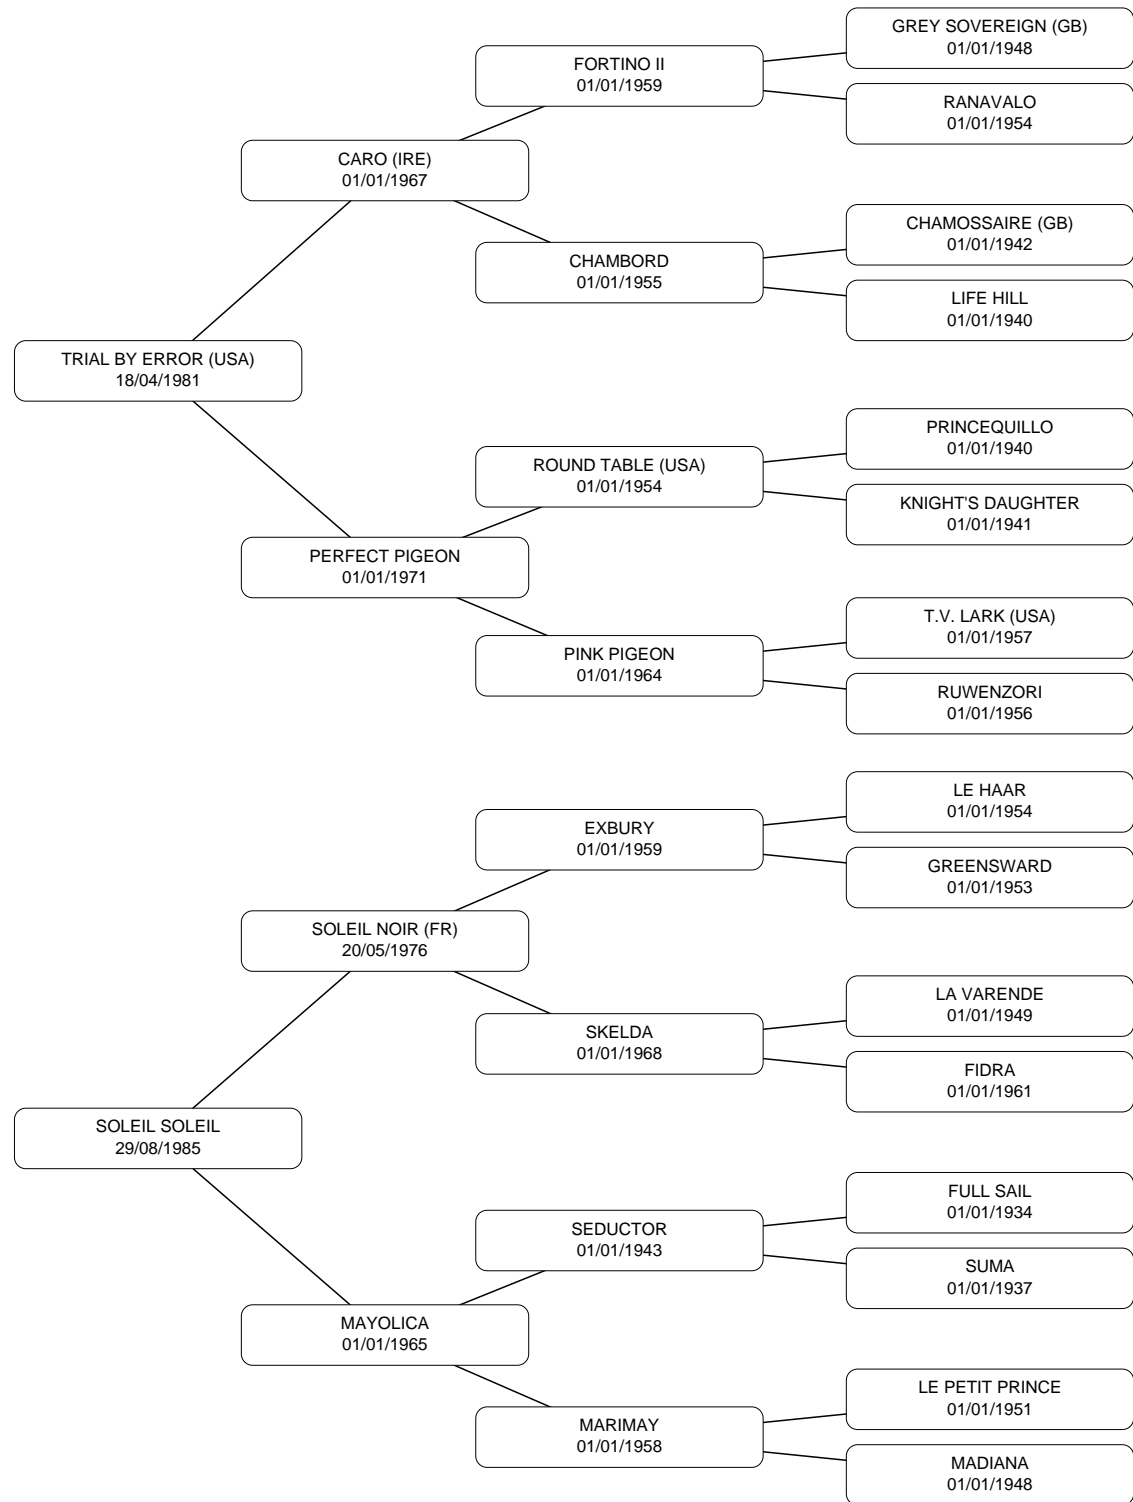 GREY SOVEREIGN (GB)
01/01/1948
FORTINO II
01/01/1959
RANAVALO
01/01/1954
CARO (IRE)
01/01/1967
CHAMOSSAIRE (GB)
01/01/1942
CHAMBORD
01/01/1955
LIFE HILL
01/01/1940
TRIAL BY ERROR (USA)
18/04/1981
PRINCEQUILLO
01/01/1940
ROUND TABLE (USA)
01/01/1954
KNIGHT'S DAUGHTER
01/01/1941
PERFECT PIGEON
01/01/1971
T.V. LARK (USA)
01/01/1957
PINK PIGEON
01/01/1964
RUWENZORI
01/01/1956
LE HAAR
01/01/1954
EXBURY
01/01/1959
GREENSWARD
01/01/1953
SOLEIL NOIR (FR)
20/05/1976
LA VARENDE
01/01/1949
SKELDA
01/01/1968
FIDRA
01/01/1961
SOLEIL SOLEIL
29/08/1985
FULL SAIL
01/01/1934
SEDUCTOR
01/01/1943
SUMA
01/01/1937
MAYOLICA
01/01/1965
LE PETIT PRINCE
01/01/1951
MARIMAY
01/01/1958
MADIANA
01/01/1948